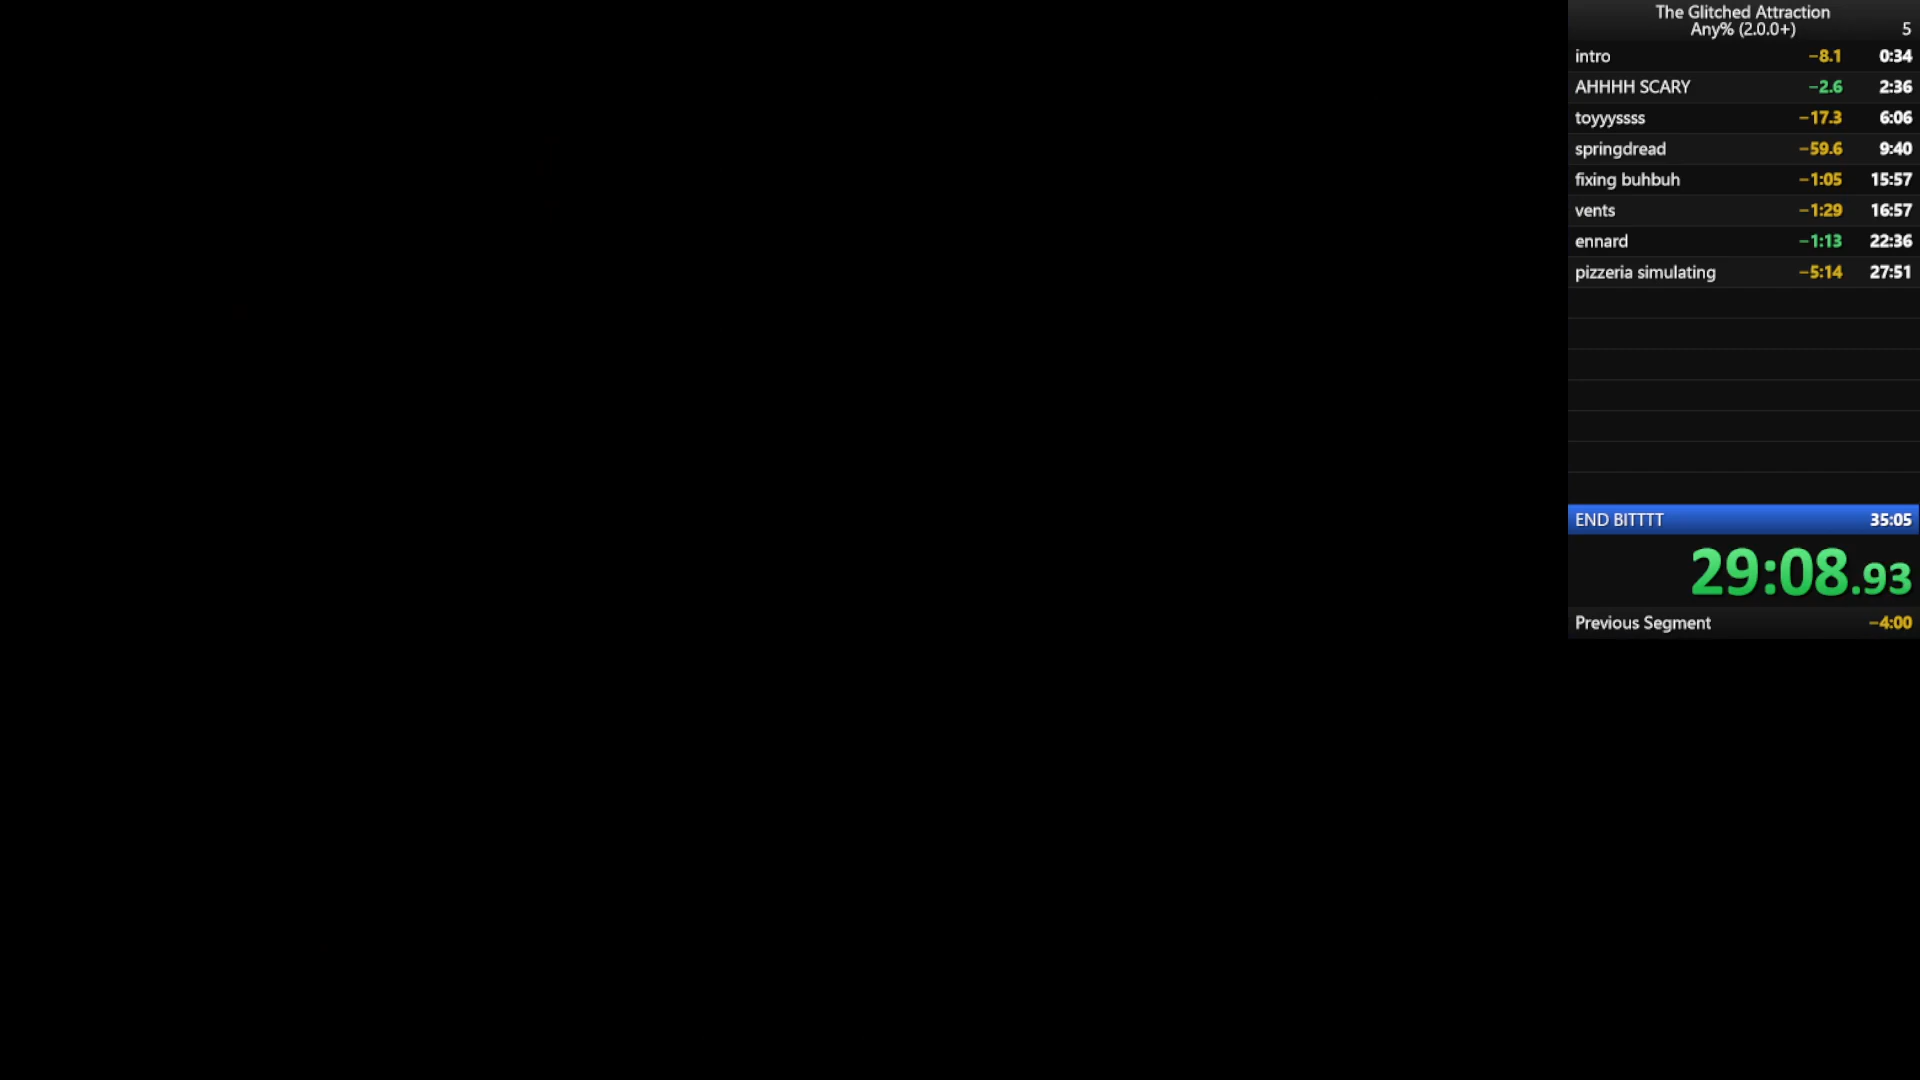 The Glitched Attraction
Any% (2.0.0+) 5
intro −8.1 0:34
AHHHH SCARY −2.6 2:36
toyyyssss −17.3 6:06
springdread −59.6 9:40
fixing buhbuh −1:05 15:57
vents −1:29 16:57
ennard −1:13 22:36
pizzeria simulating −5:14 27:51
END BITTTT 35:05
29:08.93
Previous Segment −4:00